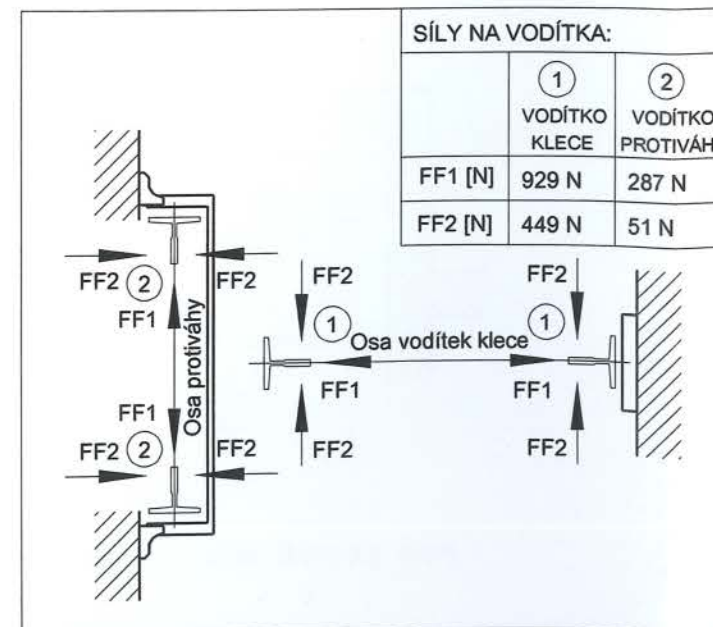 SÍLY NA VODÍTKA:
1 2
VODÍTKO VODÍTKO
KLECE PROTIVÁH
FF1 [N] 929 N 287 N
FF2 [N] 449 N 51 N
FF2 2 FF2
FF1
Osa protiváhy
FF1
FF2 2 FF2
FF2 FF2
1 Osa vodítek klece 1
FF1 FF1
FF2 FF2